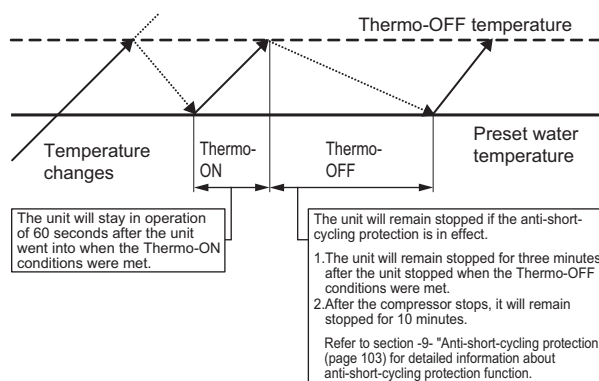 Thermo-OFF temperature
Temperature
changes
Thermo-
ON
Thermo-
OFF
Preset water
temperature
The unit will stay in operation
of 60 seconds after the unit
went into when the Thermo-ON
conditions were met.
The unit will remain stopped if the anti-short-
cycling protection is in effect.
1.The unit will remain stopped for three minutes
after the unit stopped when the Thermo-OFF
conditions were met.
2.After the compressor stops, it will remain
stopped for 10 minutes.
Refer to section -9- "Anti-short-cycling protection
(page 103) for detailed information about
anti-short-cycling protection function.